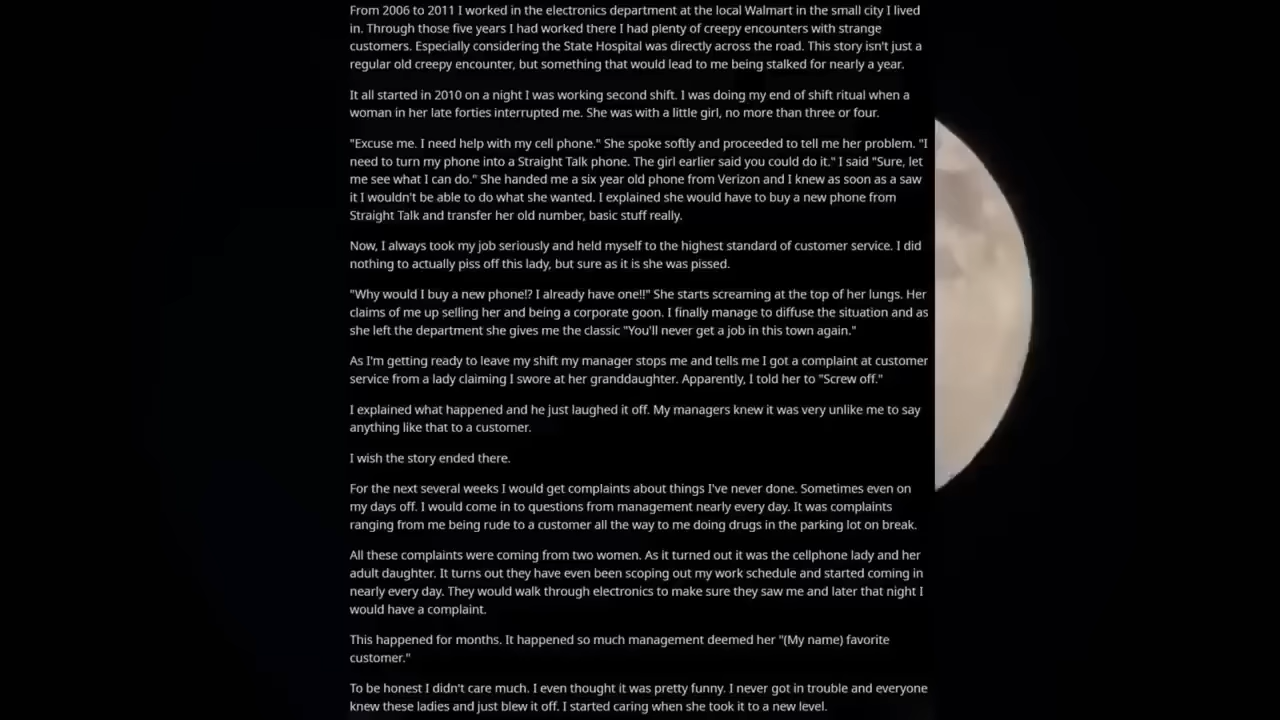 From 2006 to 2011 I worked in the electronics department at the local Walmart in the small city I lived
in. Through those five years I had worked there I had plenty of creepy encounters with strange
customers. Especially considering the State Hospital was directly across the road. This story isn't just a
regular old creepy encounter, but something that would lead to me being stalked for nearly a year.
It all started in 2010 on a night I was working second shift. I was doing my end of shift ritual when a
woman in her late forties interrupted me. She was with a little girl, no more than three or four.
"Excuse me. I need help with my cell phone." She spoke softly and proceeded to tell me her problem. "I
need to turn my phone into a Straight Talk phone. The girl earlier said you could do it." I said "Sure, let
me see what I can do." She handed me a six year old phone from Verizon and I knew as soon as a saw
it I wouldn't be able to do what she wanted. I explained she would have to buy a new phone from
Straight Talk and transfer her old number, basic stuff really.
Now, I always took my job seriously and held myself to the highest standard of customer service. I did
nothing to actually piss off this lady, but sure as it is she was pissed.
"Why would I buy a new phone!? I already have one!!" She starts screaming at the top of her lungs. Her
claims of me up selling her and being a corporate goon. I finally manage to diffuse the situation and as
she left the department she gives me the classic "You'll never get a job in this town again."
As I'm getting ready to leave my shift my manager stops me and tells me I got a complaint at customer
service from a lady claiming I swore at her granddaughter. Apparently, I told her to "Screw off."
I explained what happened and he just laughed it off. My managers knew it was very unlike me to say
anything like that to a customer.
I wish the story ended there.
For the next several weeks I would get complaints about things I've never done. Sometimes even on
my days off. I would come in to questions from management nearly every day. It was complaints
ranging from me being rude to a customer all the way to me doing drugs in the parking lot on break.
All these complaints were coming from two women. As it turned out it was the cellphone lady and her
adult daughter. It turns out they have even been scoping out my work schedule and started coming in
nearly every day. They would walk through electronics to make sure they saw me and later that night I
would have a complaint.
This happened for months. It happened so much management deemed her "(My name) favorite
customer."
To be honest I didn't care much. I even thought it was pretty funny. I never got in trouble and everyone
knew these ladies and just blew it off. I started caring when she took it to a new level.